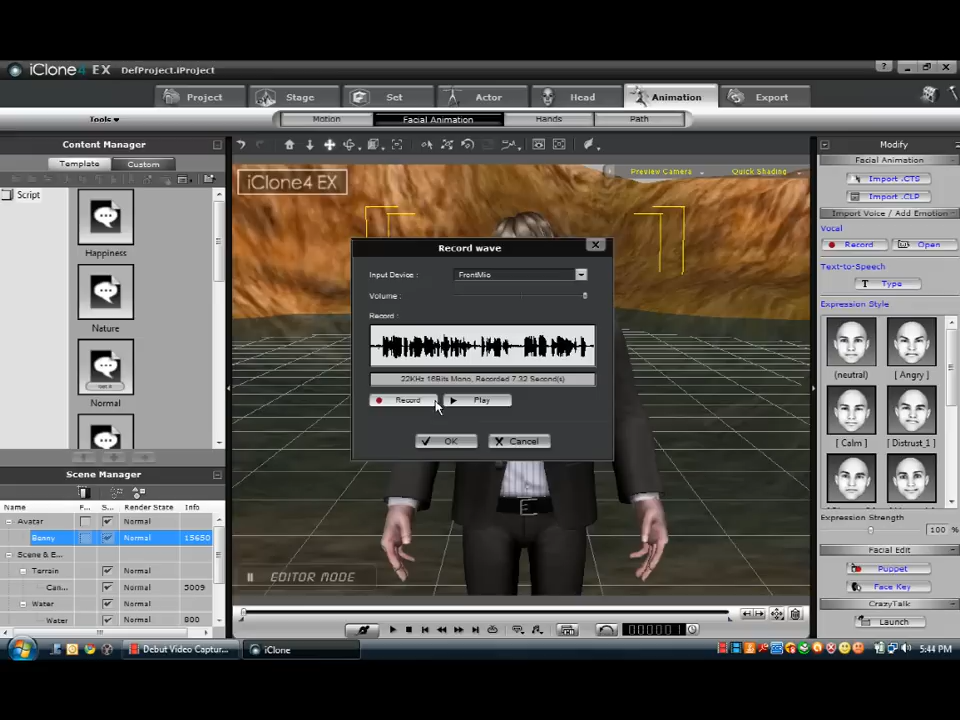 iClone4 EX DefProject.iProject
Project Stage Set Actor Head Animation Export
Tools Motion Facial Animation Hands Path
Content Manager
Template Custom
Script
Happiness
Nature
Normal
Scene Manager
Name F... S... Render State Info
Avatar Normal
Benny Normal 15650
Scene & E...
Terrain Normal
Can... Normal 5009
Water Normal
Water Normal 800
iClone4 EX
Preview Camera Quick Shading
Record wave
Input Device : FrontMic
Volume :
Record :
22KHz 16Bits Mono, Recorded 7.32 Second(s)
Record Play
OK Cancel
EDITOR MODE
00000 1
Modify
Facial Animation
Import .CTS
Import .CLP
Import Voice / Add Emotion
Vocal
Record Open
Text-to-Speech
T Type
Expression Style
(neutral) [ Angry ]
[ Calm ] [ Distrust_1 ]
Expression Strength
100
Facial Edit
Puppet
Face Key
CrazyTalk
Launch
Debut Video Captur... iClone 5:44 PM